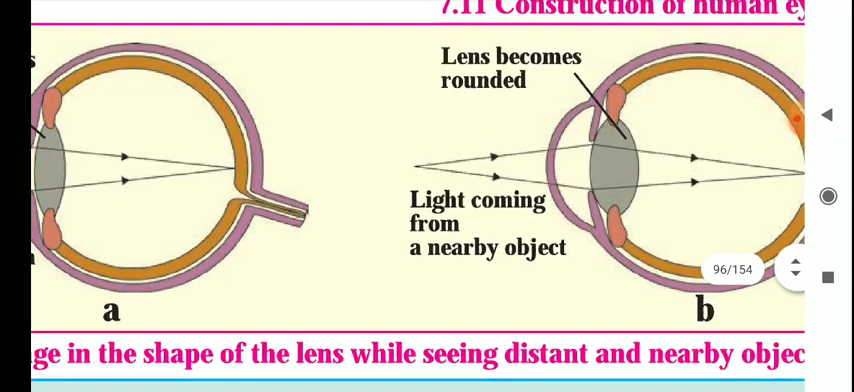 7.11 Construction of human ey
Lens becomes
rounded
Light coming
from
a nearby object
96/154
a
b
ge in the shape of the lens while seeing distant and nearby objec